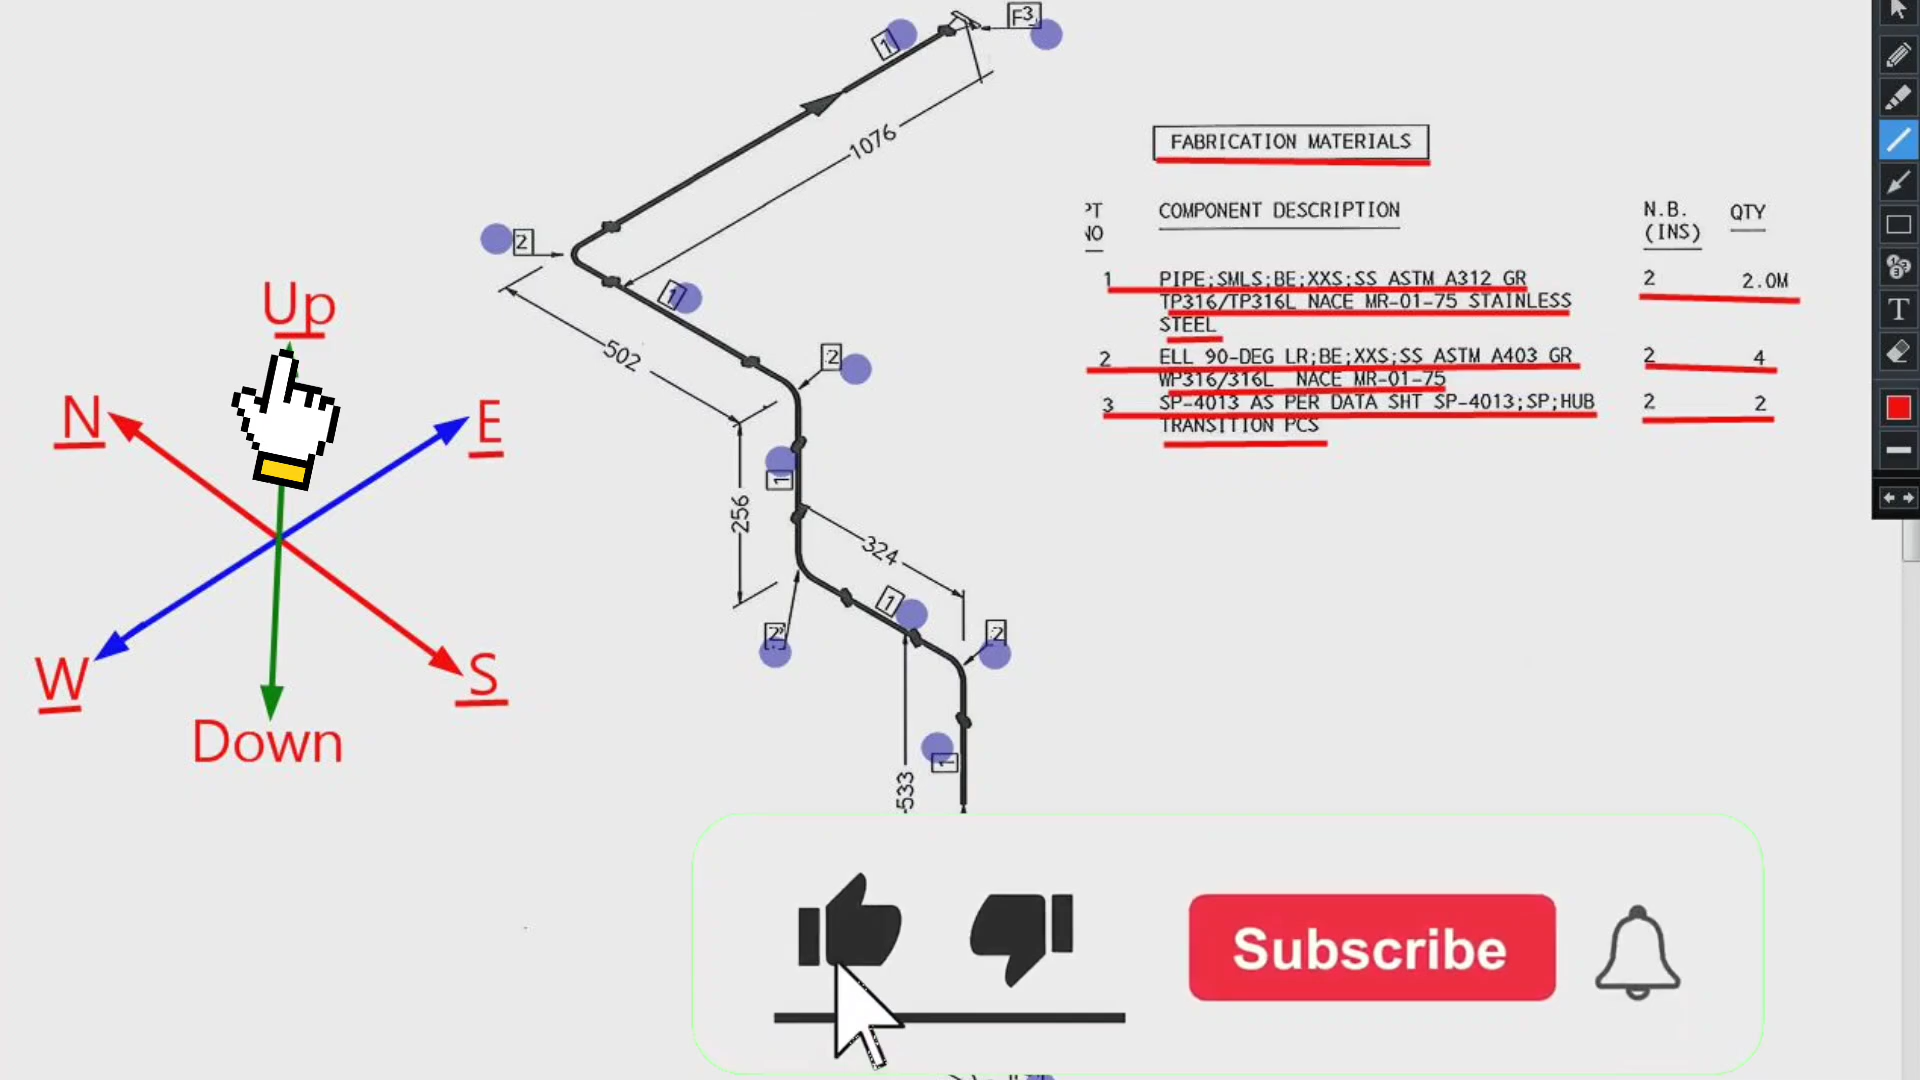 F3
1
1076
2
1
502
2
1
256
324
1
2
2
1
533
Up
N
E
W
S
Down
FABRICATION MATERIALS
PT NO COMPONENT DESCRIPTION N.B. (INS) QTY
1 PIPE;SMLS;BE;XXS;SS ASTM A312 GR 2 2.0M
TP316/TP316L NACE MR-01-75 STAINLESS
STEEL
2 ELL 90-DEG LR;BE;XXS;SS ASTM A403 GR 2 4
WP316/316L NACE MR-01-75
3 SP-4013 AS PER DATA SHT SP-4013;SP;HUB 2 2
TRANSITION PCS
T
Subscribe